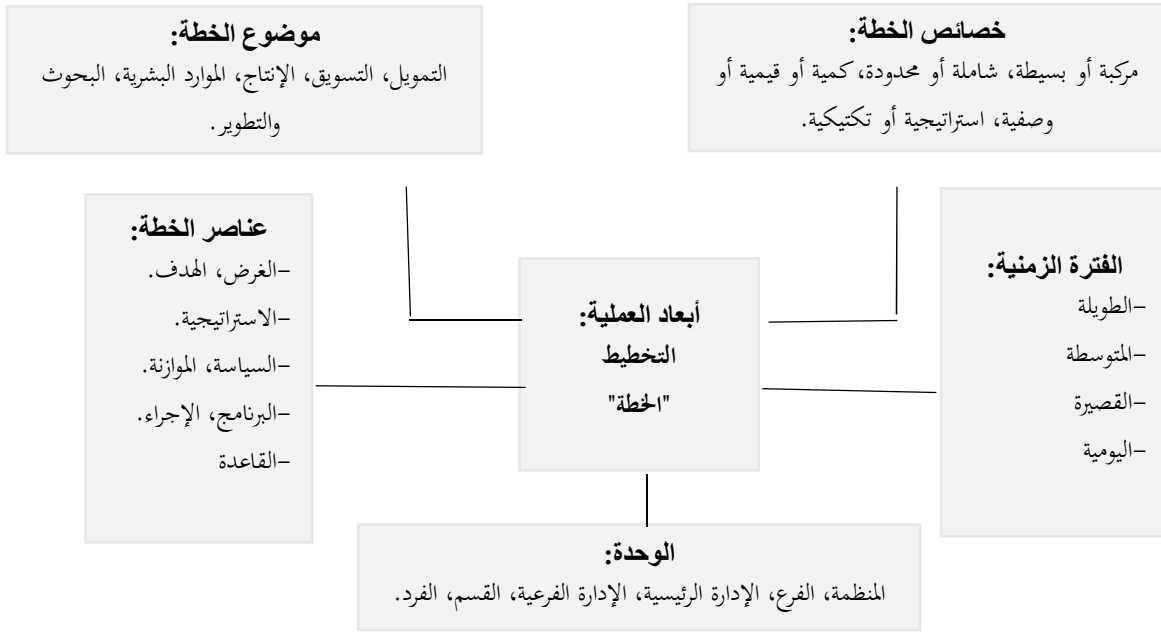 خصائص الخطة:
مركبة أو بسيطة، شاملة أو محدودة، كمية أو قيمية أو
وصفية، استراتيجية أو تكتيكية.
موضوع الخطة:
التمويل، التسويق، الإنتاج، الموارد البشرية، البحوث
والتطوير.
الفترة الزمنية:
-الطويلة
-المتوسطة
-القصيرة
-اليومية
أبعاد العملية:
التخطيط
"الخطة"
عناصر الخطة:
-الغرض، الهدف.
-الاستراتيجية.
-السياسة، الموازنة.
-البرنامج، الإجراء.
-القاعدة
الوحدة:
المنظمة، الفرع، الإدارة الرئيسية، الإدارة الفرعية، القسم، الفرد.